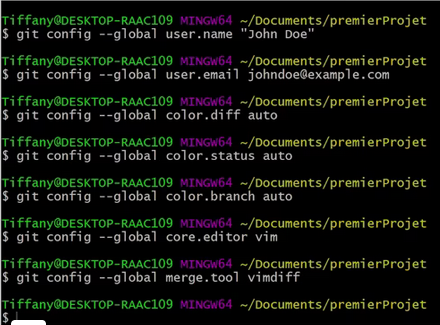 Tiffany@DESKTOP-RAAC109 MINGW64 ~/Documents/premierProjet
$ git config --global user.name "John Doe"
Tiffany@DESKTOP-RAAC109 MINGW64 ~/Documents/premierProjet
$ git config --global user.email johndoe@example.com
Tiffany@DESKTOP-RAAC109 MINGW64 ~/Documents/premierProjet
$ git config --global color.diff auto
Tiffany@DESKTOP-RAAC109 MINGW64 ~/Documents/premierProjet
$ git config --global color.status auto
Tiffany@DESKTOP-RAAC109 MINGW64 ~/Documents/premierProjet
$ git config --global color.branch auto
Tiffany@DESKTOP-RAAC109 MINGW64 ~/Documents/premierProjet
$ git config --global core.editor vim
Tiffany@DESKTOP-RAAC109 MINGW64 ~/Documents/premierProjet
$ git config --global merge.tool vimdiff
Tiffany@DESKTOP-RAAC109 MINGW64 ~/Documents/premierProjet
$